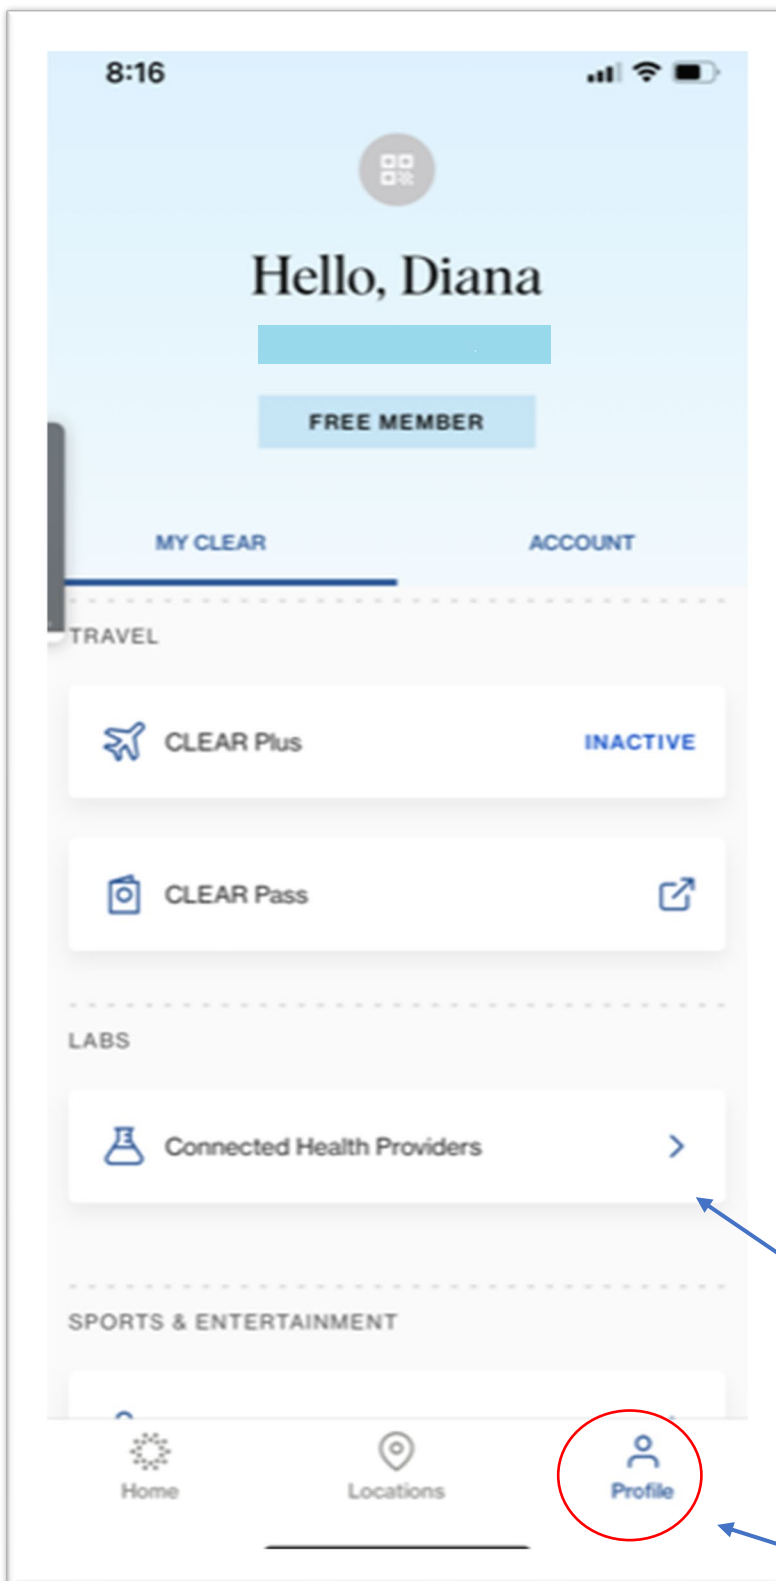 8:16
Hello, Diana
FREE MEMBER
MY CLEAR ACCOUNT
TRAVEL
CLEAR Plus INACTIVE
CLEAR Pass
LABS
Connected Health Providers
SPORTS & ENTERTAINMENT
Home Locations Profile